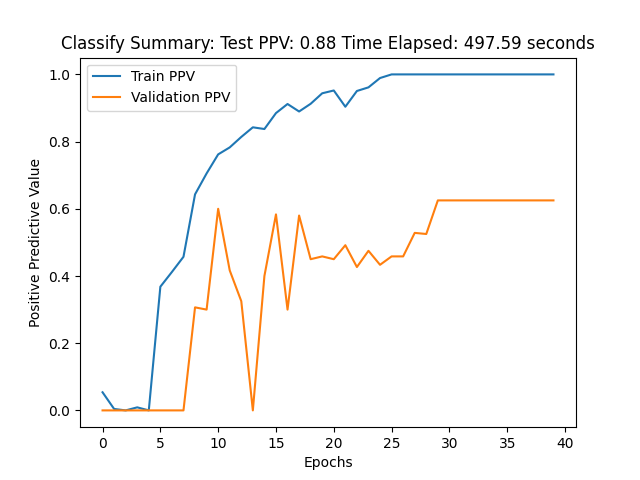 Classify Summary: Test PPV: 0.88 Time Elapsed: 497.59 seconds
Train PPV
Validation PPV
Positive Predictive Value
1.0
0.8
0.6
0.4
0.2
0.0
0 5 10 15 20 25 30 35 40
Epochs